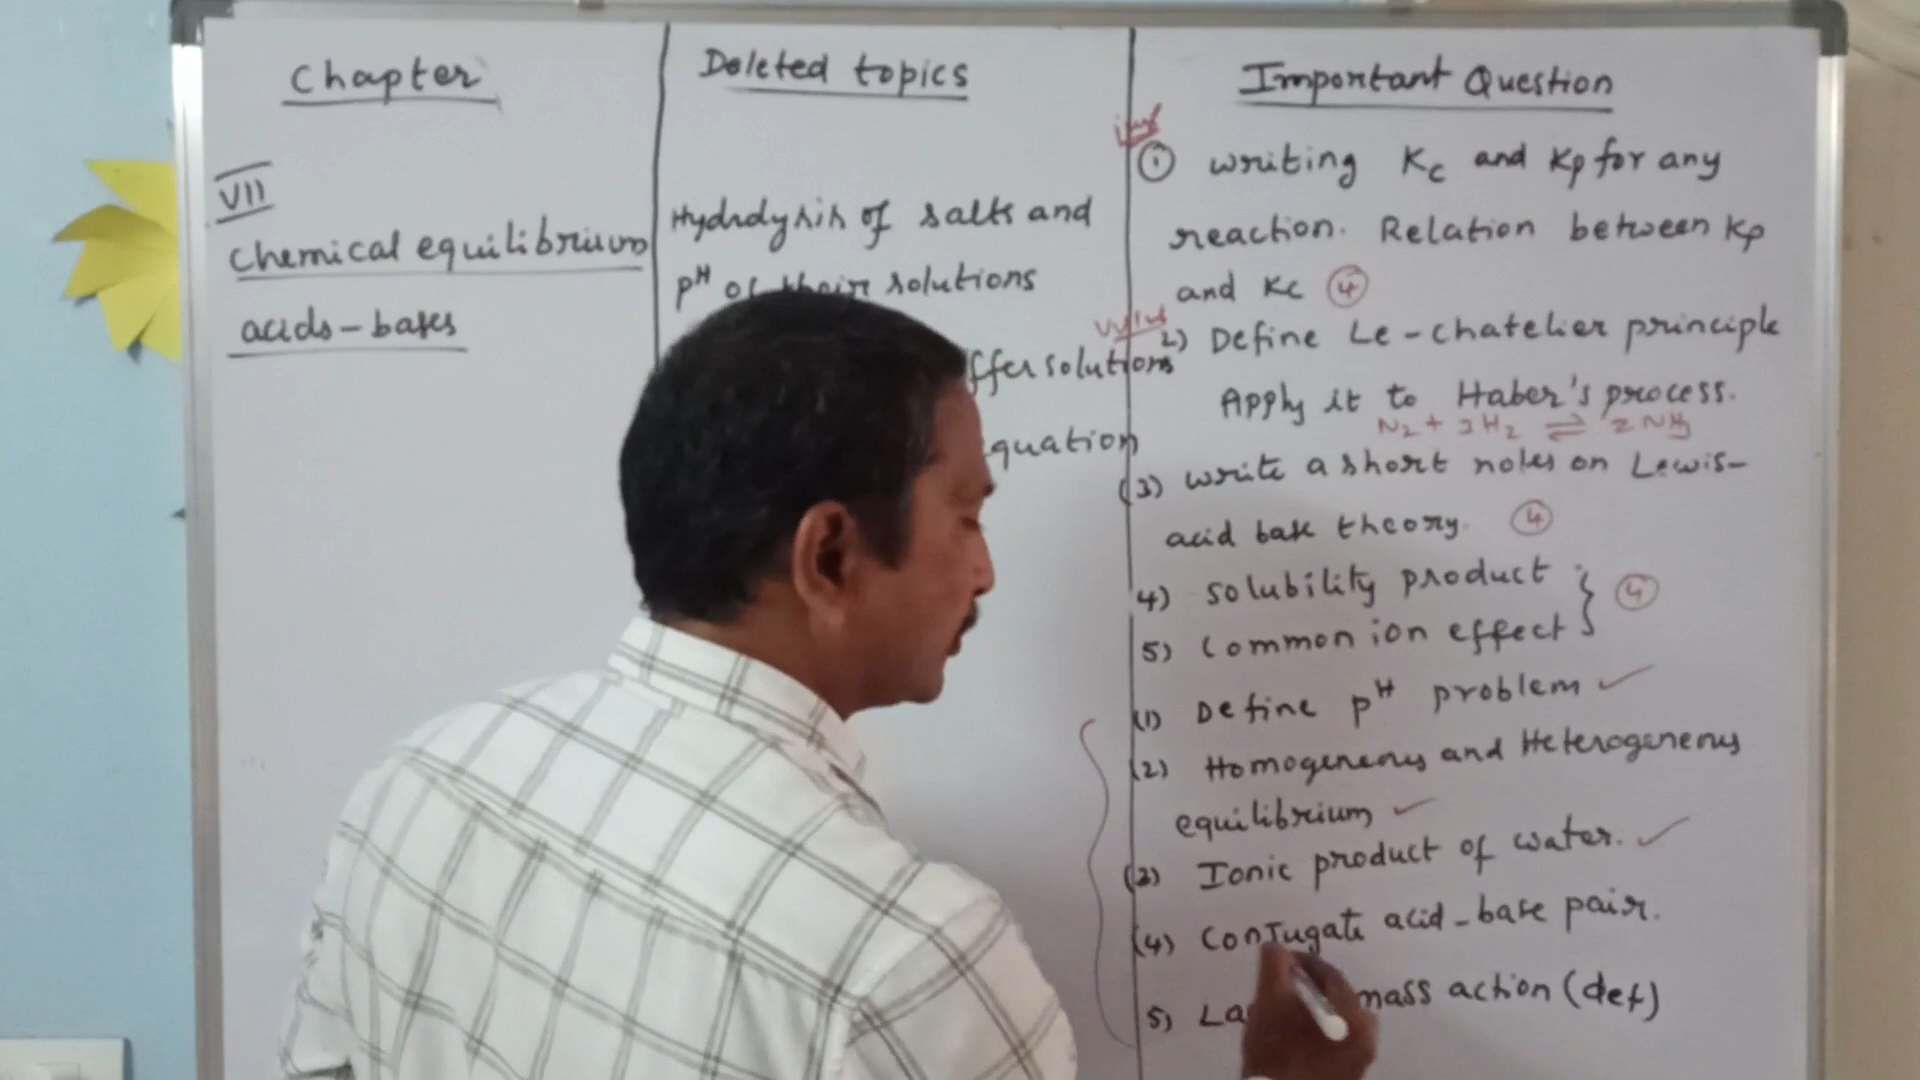 Chapter
VII
Chemical equilibrium
acids - bases
Deleted topics
Hydrolysis of salts and
pH of their solutions
ffer solutions
quation
Important Question
① writing Kc and Kp for any
reaction. Relation between Kp
and Kc ④
2) Define Le-chatelier principle
Apply it to Haber's process.
N2 + 3H2 ⇌ 2NH3
(3) write a short notes on Lewis-
acid base theory. ④
4) Solubility product
5) Common ion effect } ④
(1) Define pH problem ✓
(2) Homogeneous and Heterogeneous
equilibrium ✓
(3) Ionic product of water. ✓
(4) Conjugate acid-base pair.
5) La mass action (def)